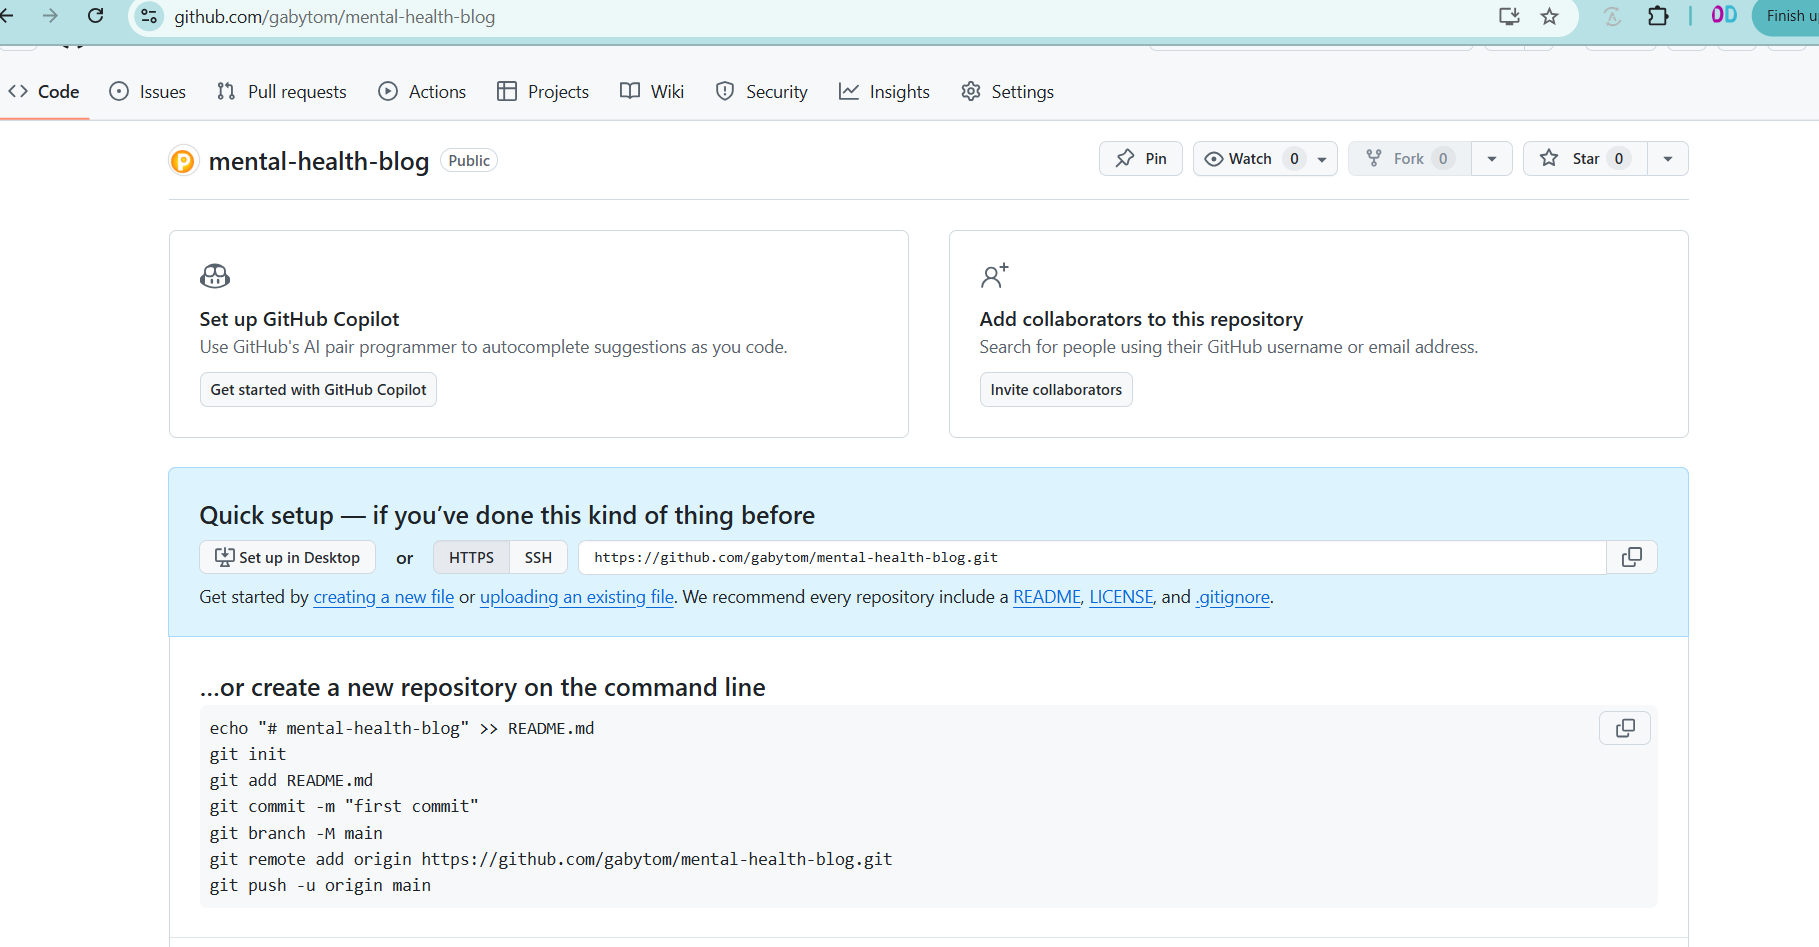 github.com/gabytom/mental-health-blog
OD
Finish u
Code Issues Pull requests Actions Projects Wiki Security Insights Settings
mental-health-blog Public
Pin Watch 0 Fork 0 Star 0
Set up GitHub Copilot
Use GitHub's AI pair programmer to autocomplete suggestions as you code.
Get started with GitHub Copilot
Add collaborators to this repository
Search for people using their GitHub username or email address.
Invite collaborators
Quick setup — if you’ve done this kind of thing before
Set up in Desktop or HTTPS SSH https://github.com/gabytom/mental-health-blog.git
Get started by creating a new file or uploading an existing file. We recommend every repository include a README, LICENSE, and .gitignore.
…or create a new repository on the command line
echo "# mental-health-blog" >> README.md
git init
git add README.md
git commit -m "first commit"
git branch -M main
git remote add origin https://github.com/gabytom/mental-health-blog.git
git push -u origin main